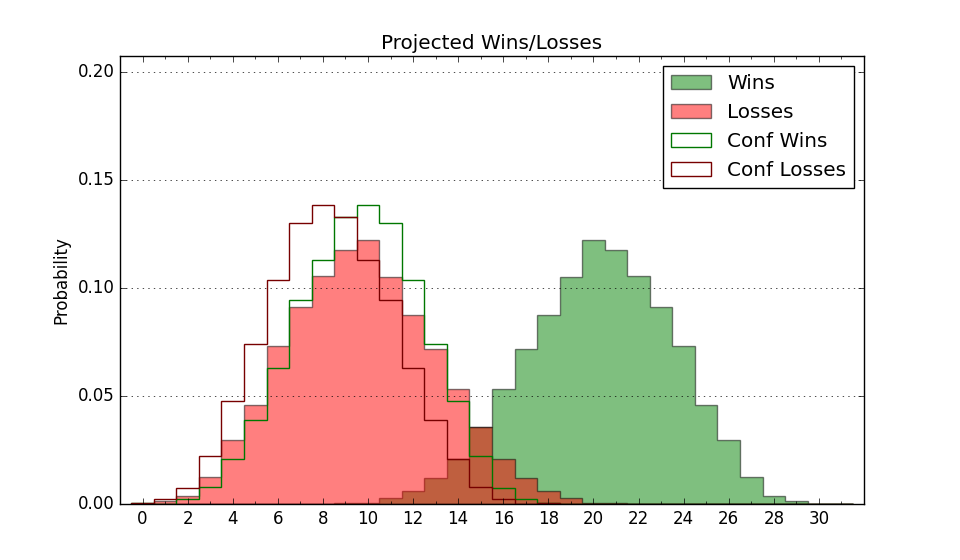 Projected Wins/Losses
0.20
0.15
0.10
0.05
0.00
Probability
Wins
Losses
Conf Wins
Conf Losses
0 2 4 6 8 10 12 14 16 18 20 22 24 26 28 30